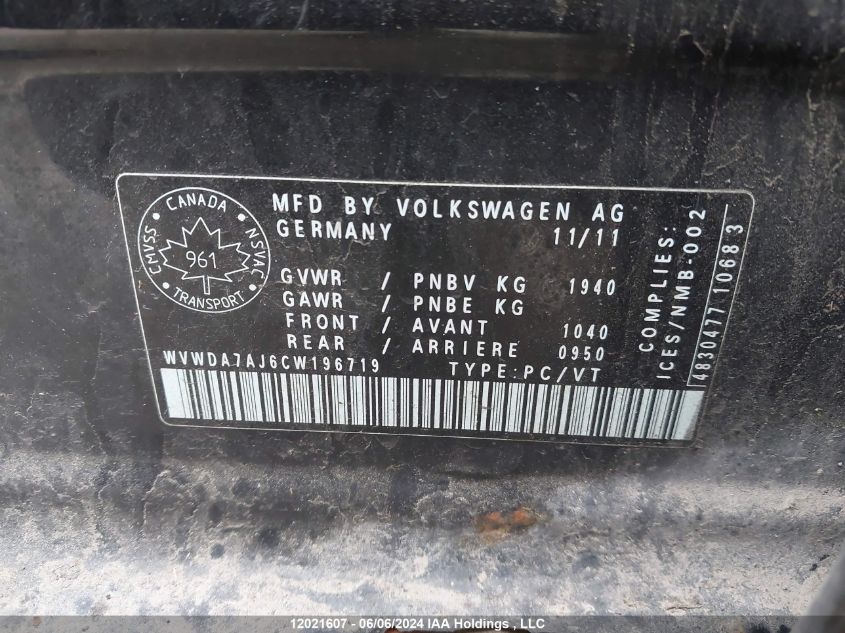 CANADA
CMVSS
NSVAC
961
TRANSPORT
MFD BY VOLKSWAGEN AG
GERMANY 11/11
GVWR / PNBV KG 1940
GAWR / PNBE KG
FRONT / AVANT 1040
REAR / ARRIERE 0950
WVWDA7AJ6CW196719 TYPE:PC/VT
COMPLIES:
ICES/NMB-002
4830477 10683
12021607 - 06/06/2024 IAA Holdings , LLC